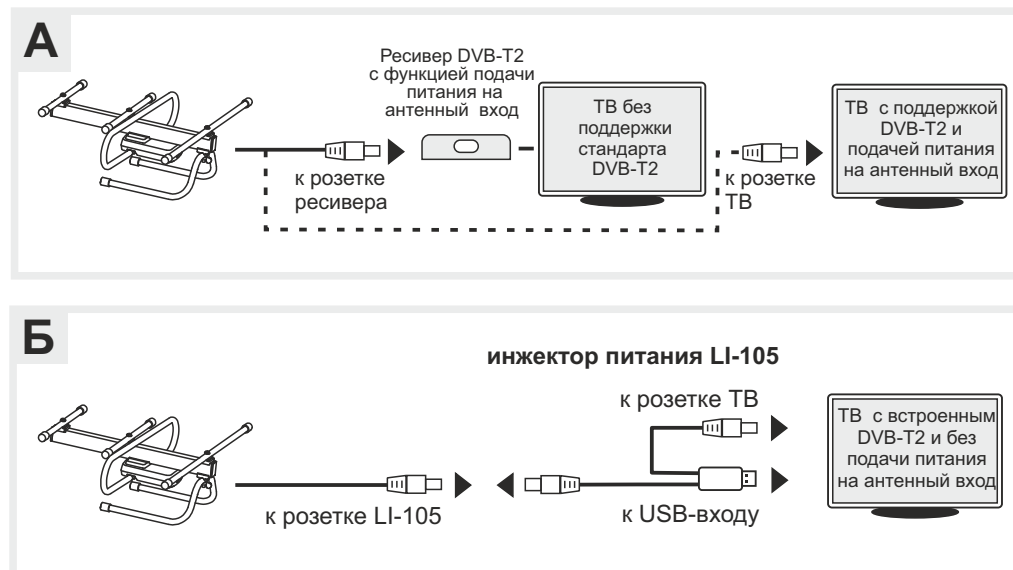 А
Ресивер DVB-T2
с функцией подачи
питания на
антенный вход
к розетке
ресивера
ТВ без
поддержки
стандарта
DVB-T2
к розетке
ТВ
ТВ с поддержкой
DVB-T2 и
подачей питания
на антенный вход
Б
инжектор питания LI-105
к розетке LI-105
к розетке ТВ
к USB-входу
ТВ с встроенным
DVB-T2 и без
подачи питания
на антенный вход